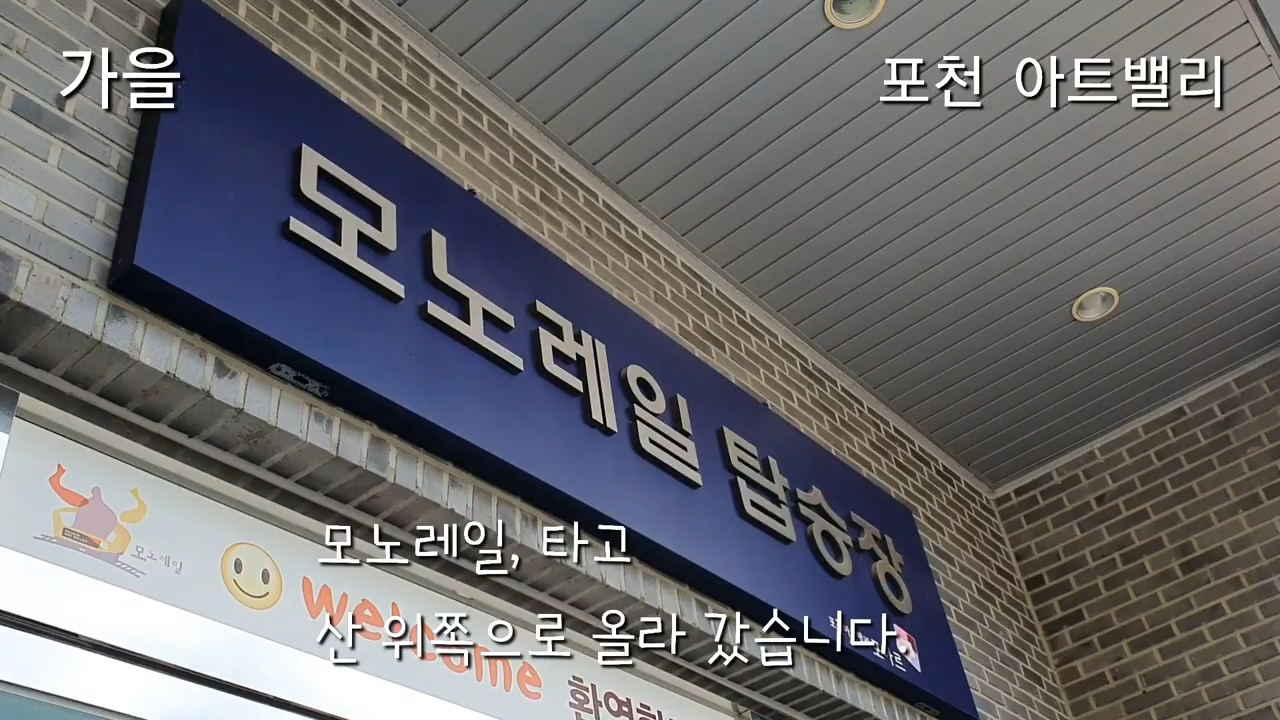 가을
포천 아트밸리
모노레일 탑승장
모노레일
welcome
모노레일, 타고
산 위쪽으로 올라 갔습니다.